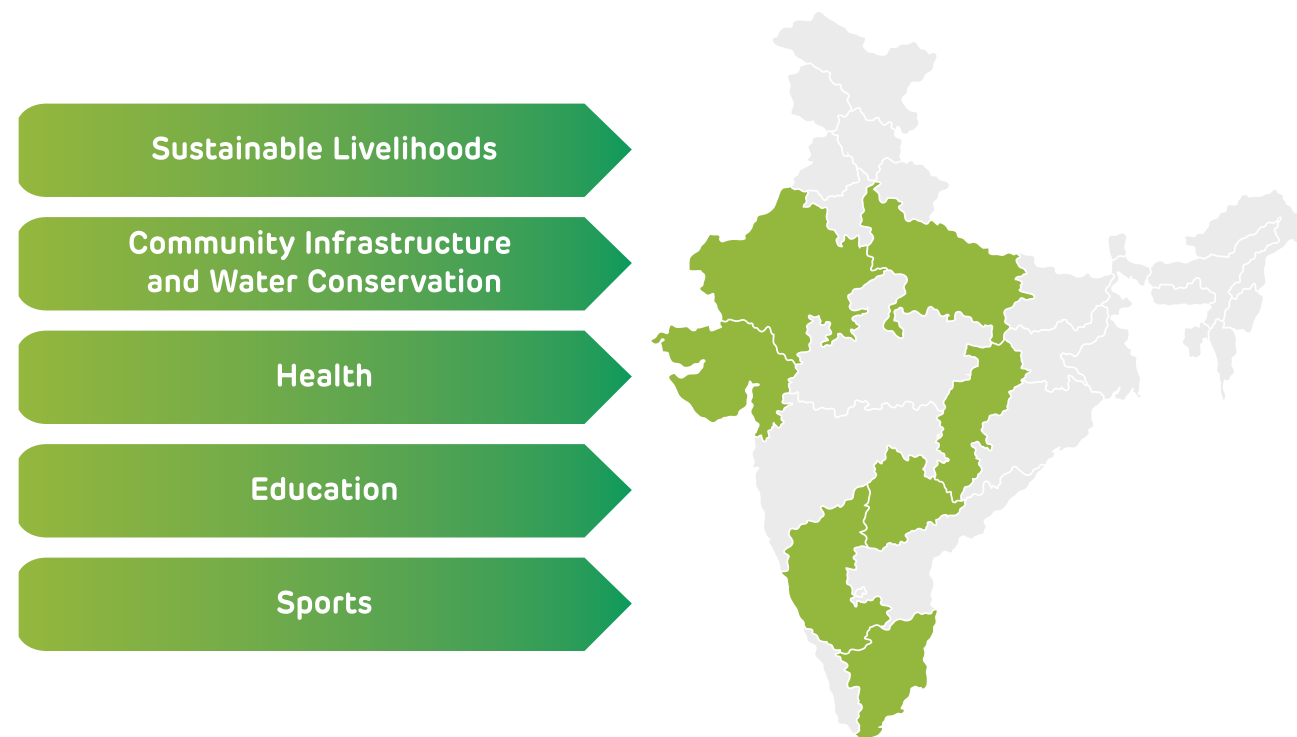 Sustainable Livelihoods
Community Infrastructure
and Water Conservation
Health
Education
Sports